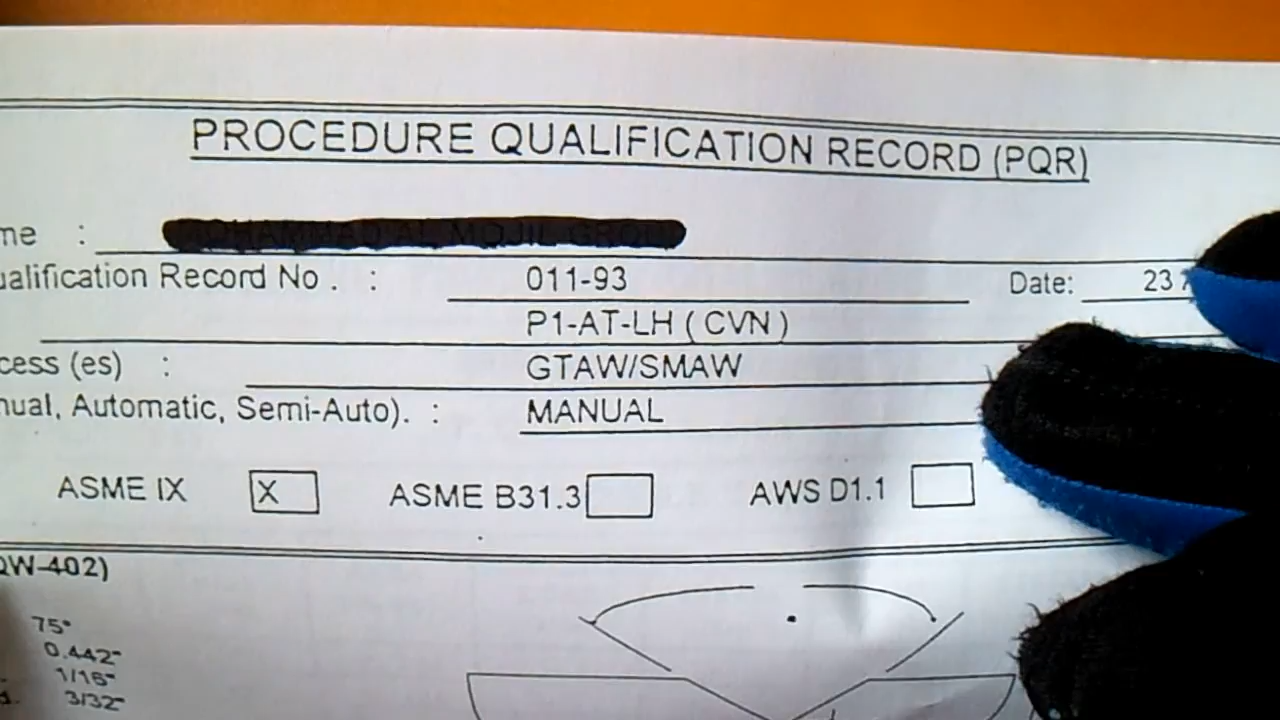 PROCEDURE QUALIFICATION RECORD (PQR)
me :
ualification Record No . : 011-93 Date: 23
P1-AT-LH ( CVN )
cess (es) : GTAW/SMAW
nual, Automatic, Semi-Auto). : MANUAL
ASME IX X ASME B31.3 AWS D1.1
QW-402)
75°
0.442"
1/16"
3/32"